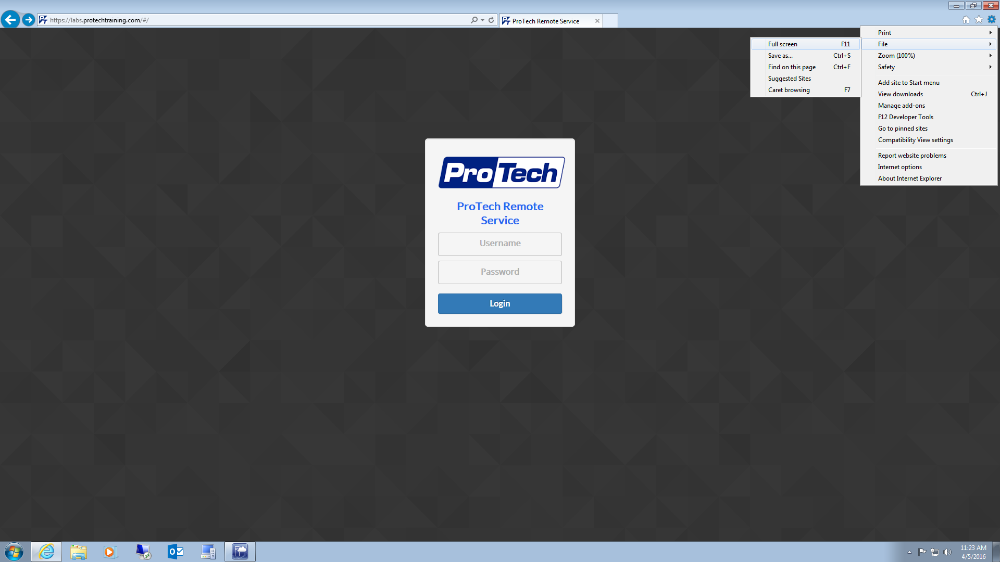 https://labs.protechtraining.com/#/
ProTech Remote Service
Print
File
Zoom (100%)
Safety
Add site to Start menu
View downloads Ctrl+J
Manage add-ons
F12 Developer Tools
Go to pinned sites
Compatibility View settings
Report website problems
Internet options
About Internet Explorer
Full screen F11
Save as... Ctrl+S
Find on this page Ctrl+F
Suggested Sites
Caret browsing F7
ProTech
ProTech Remote
Service
Username
Password
Login
11:23 AM
4/5/2016